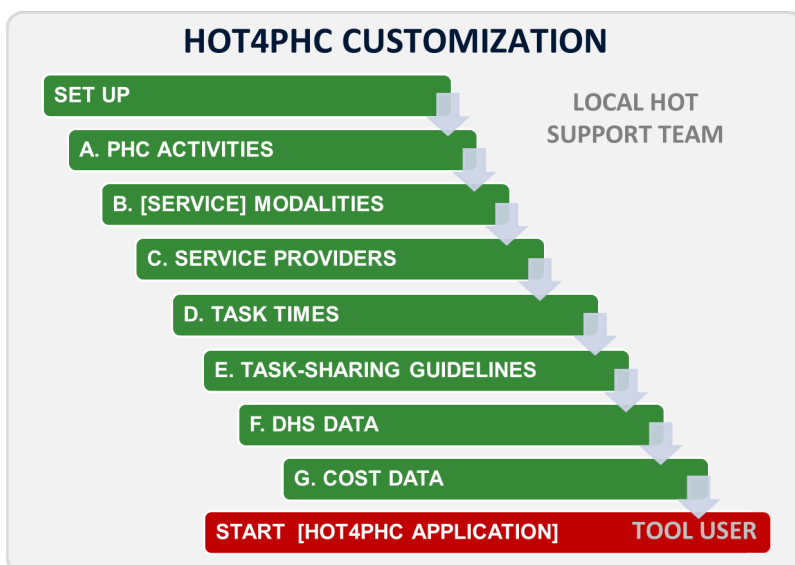 HOT4PHC CUSTOMIZATION
SET UP
LOCAL HOT
SUPPORT TEAM
A. PHC ACTIVITIES
B. [SERVICE] MODALITIES
C. SERVICE PROVIDERS
D. TASK TIMES
E. TASK-SHARING GUIDELINES
F. DHS DATA
G. COST DATA
START [HOT4PHC APPLICATION] TOOL USER